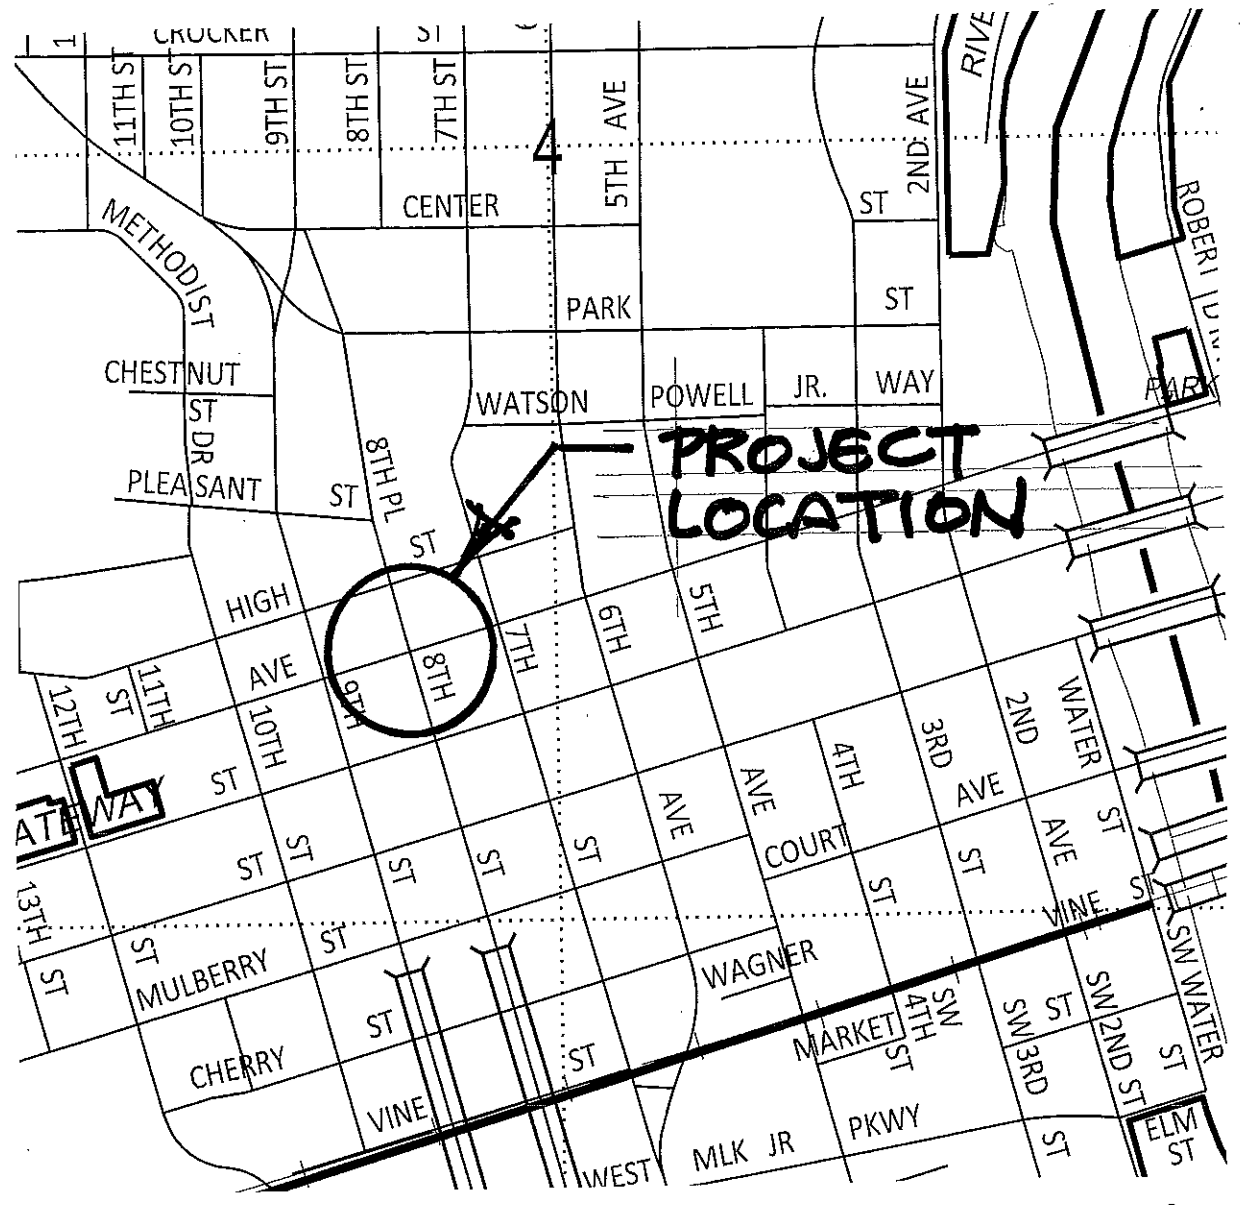 CROCKER ST
11TH ST
10TH ST
9TH ST
8TH ST
7TH ST
5TH AVE
2ND AVE
4
CENTER ST
METHODIST
PARK ST
CHESTNUT
ST DR
WATSON POWELL JR. WAY
PLEASANT ST
8TH PL
PROJECT
LOCATION
PARK
HIGH ST
AVE
12TH
ST
11TH
10TH
9TH
8TH
7TH
6TH
5TH
4TH
3RD
2ND
WATER
ST
ST
ST
ST
ST
ST
AVE
AVE
COURT AVE
ST
ST
AVE
ST
13TH
ST
ST
MULBERRY ST
WAGNER
VINE
CHERRY ST
ST
VINE
MARKET ST
SW
4TH
ST
SW 3RD
ST
SW 2ND ST
SW WATER
ST
WEST
MLK JR PKWY
ELM
ST